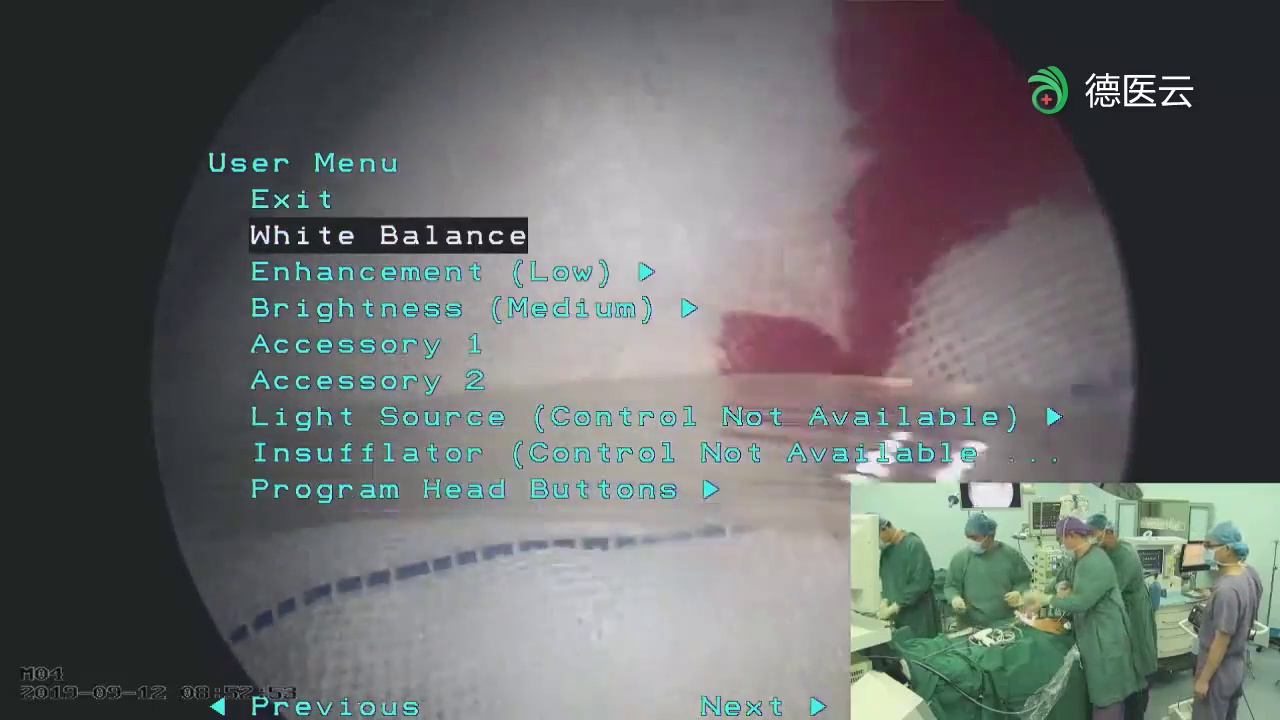 德医云
User Menu
Exit
White Balance
Enhancement (Low) ▶
Brightness (Medium) ▶
Accessory 1
Accessory 2
Light Source (Control Not Available) ▶
Insufflator (Control Not Available ...
Program Head Buttons ▶
M04
2019-09-12 08:52:53
◀ Previous
Next ▶